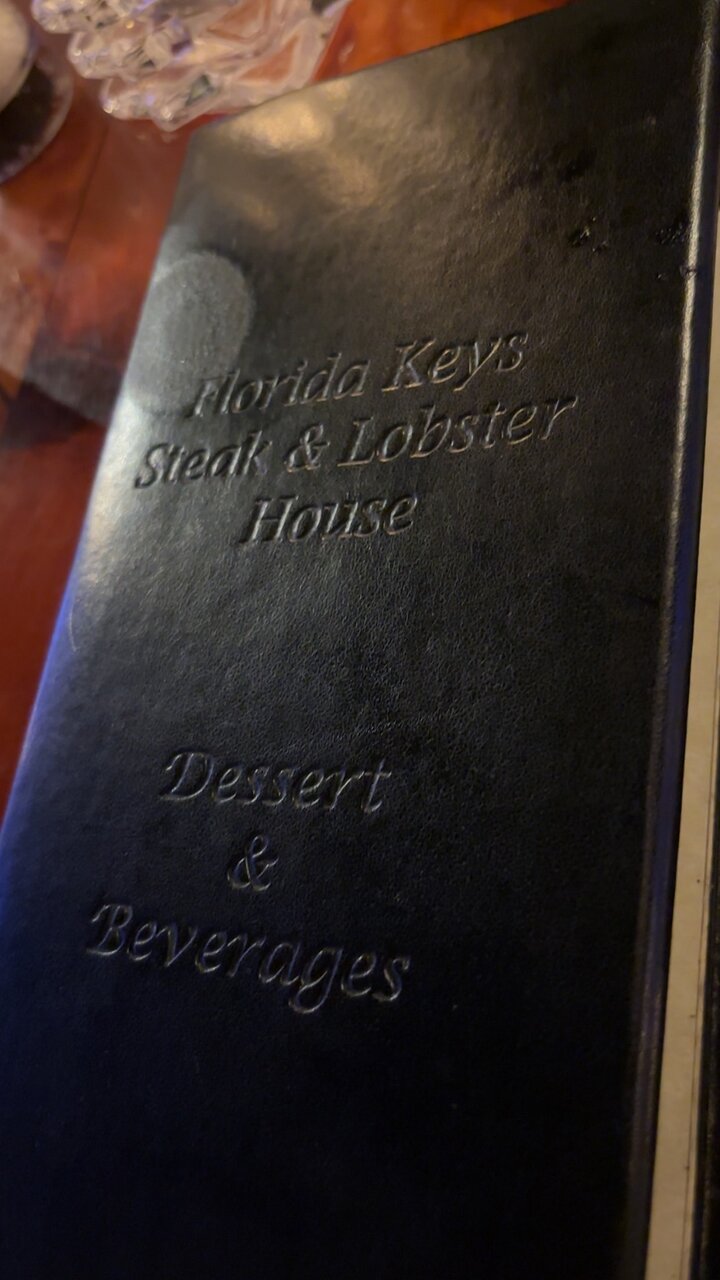 Florida Keys
Steak & Lobster
House
Dessert
&
Beverages